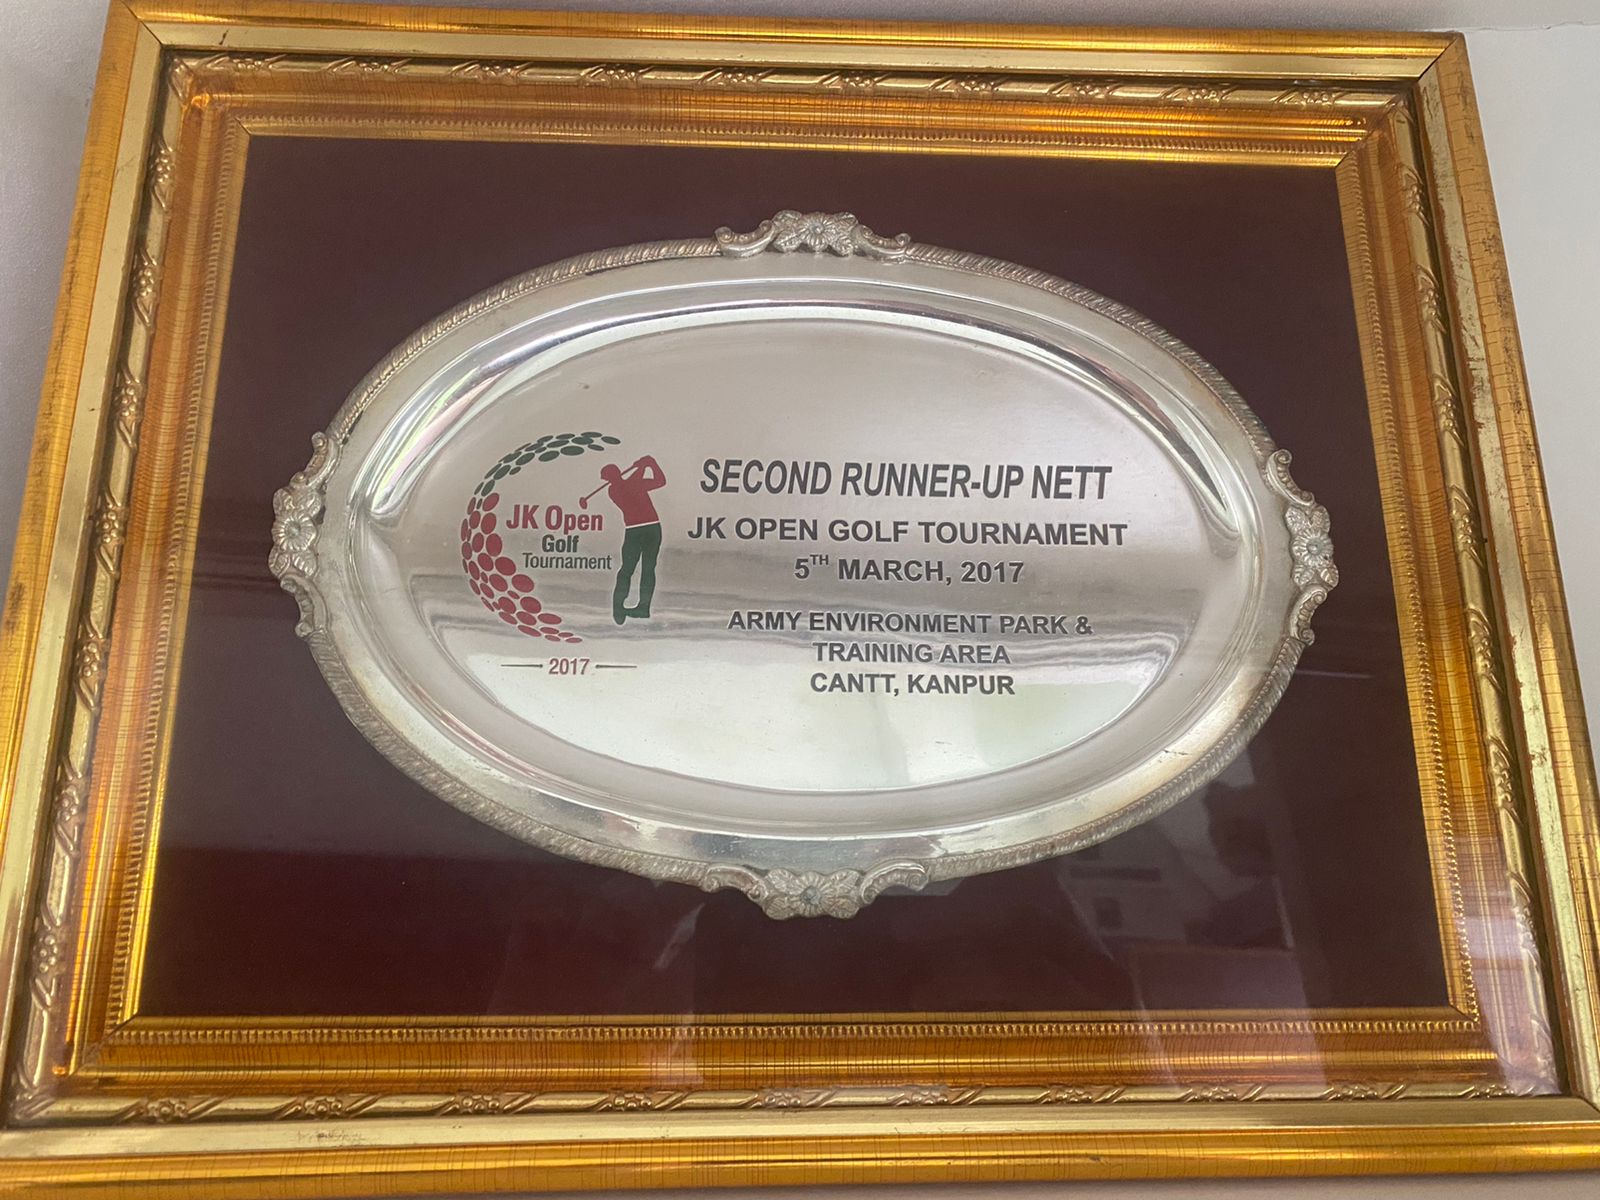 JK Open
Golf
Tournament
2017
SECOND RUNNER-UP NETT
JK OPEN GOLF TOURNAMENT
5TH MARCH, 2017
ARMY ENVIRONMENT PARK &
TRAINING AREA
CANTT, KANPUR